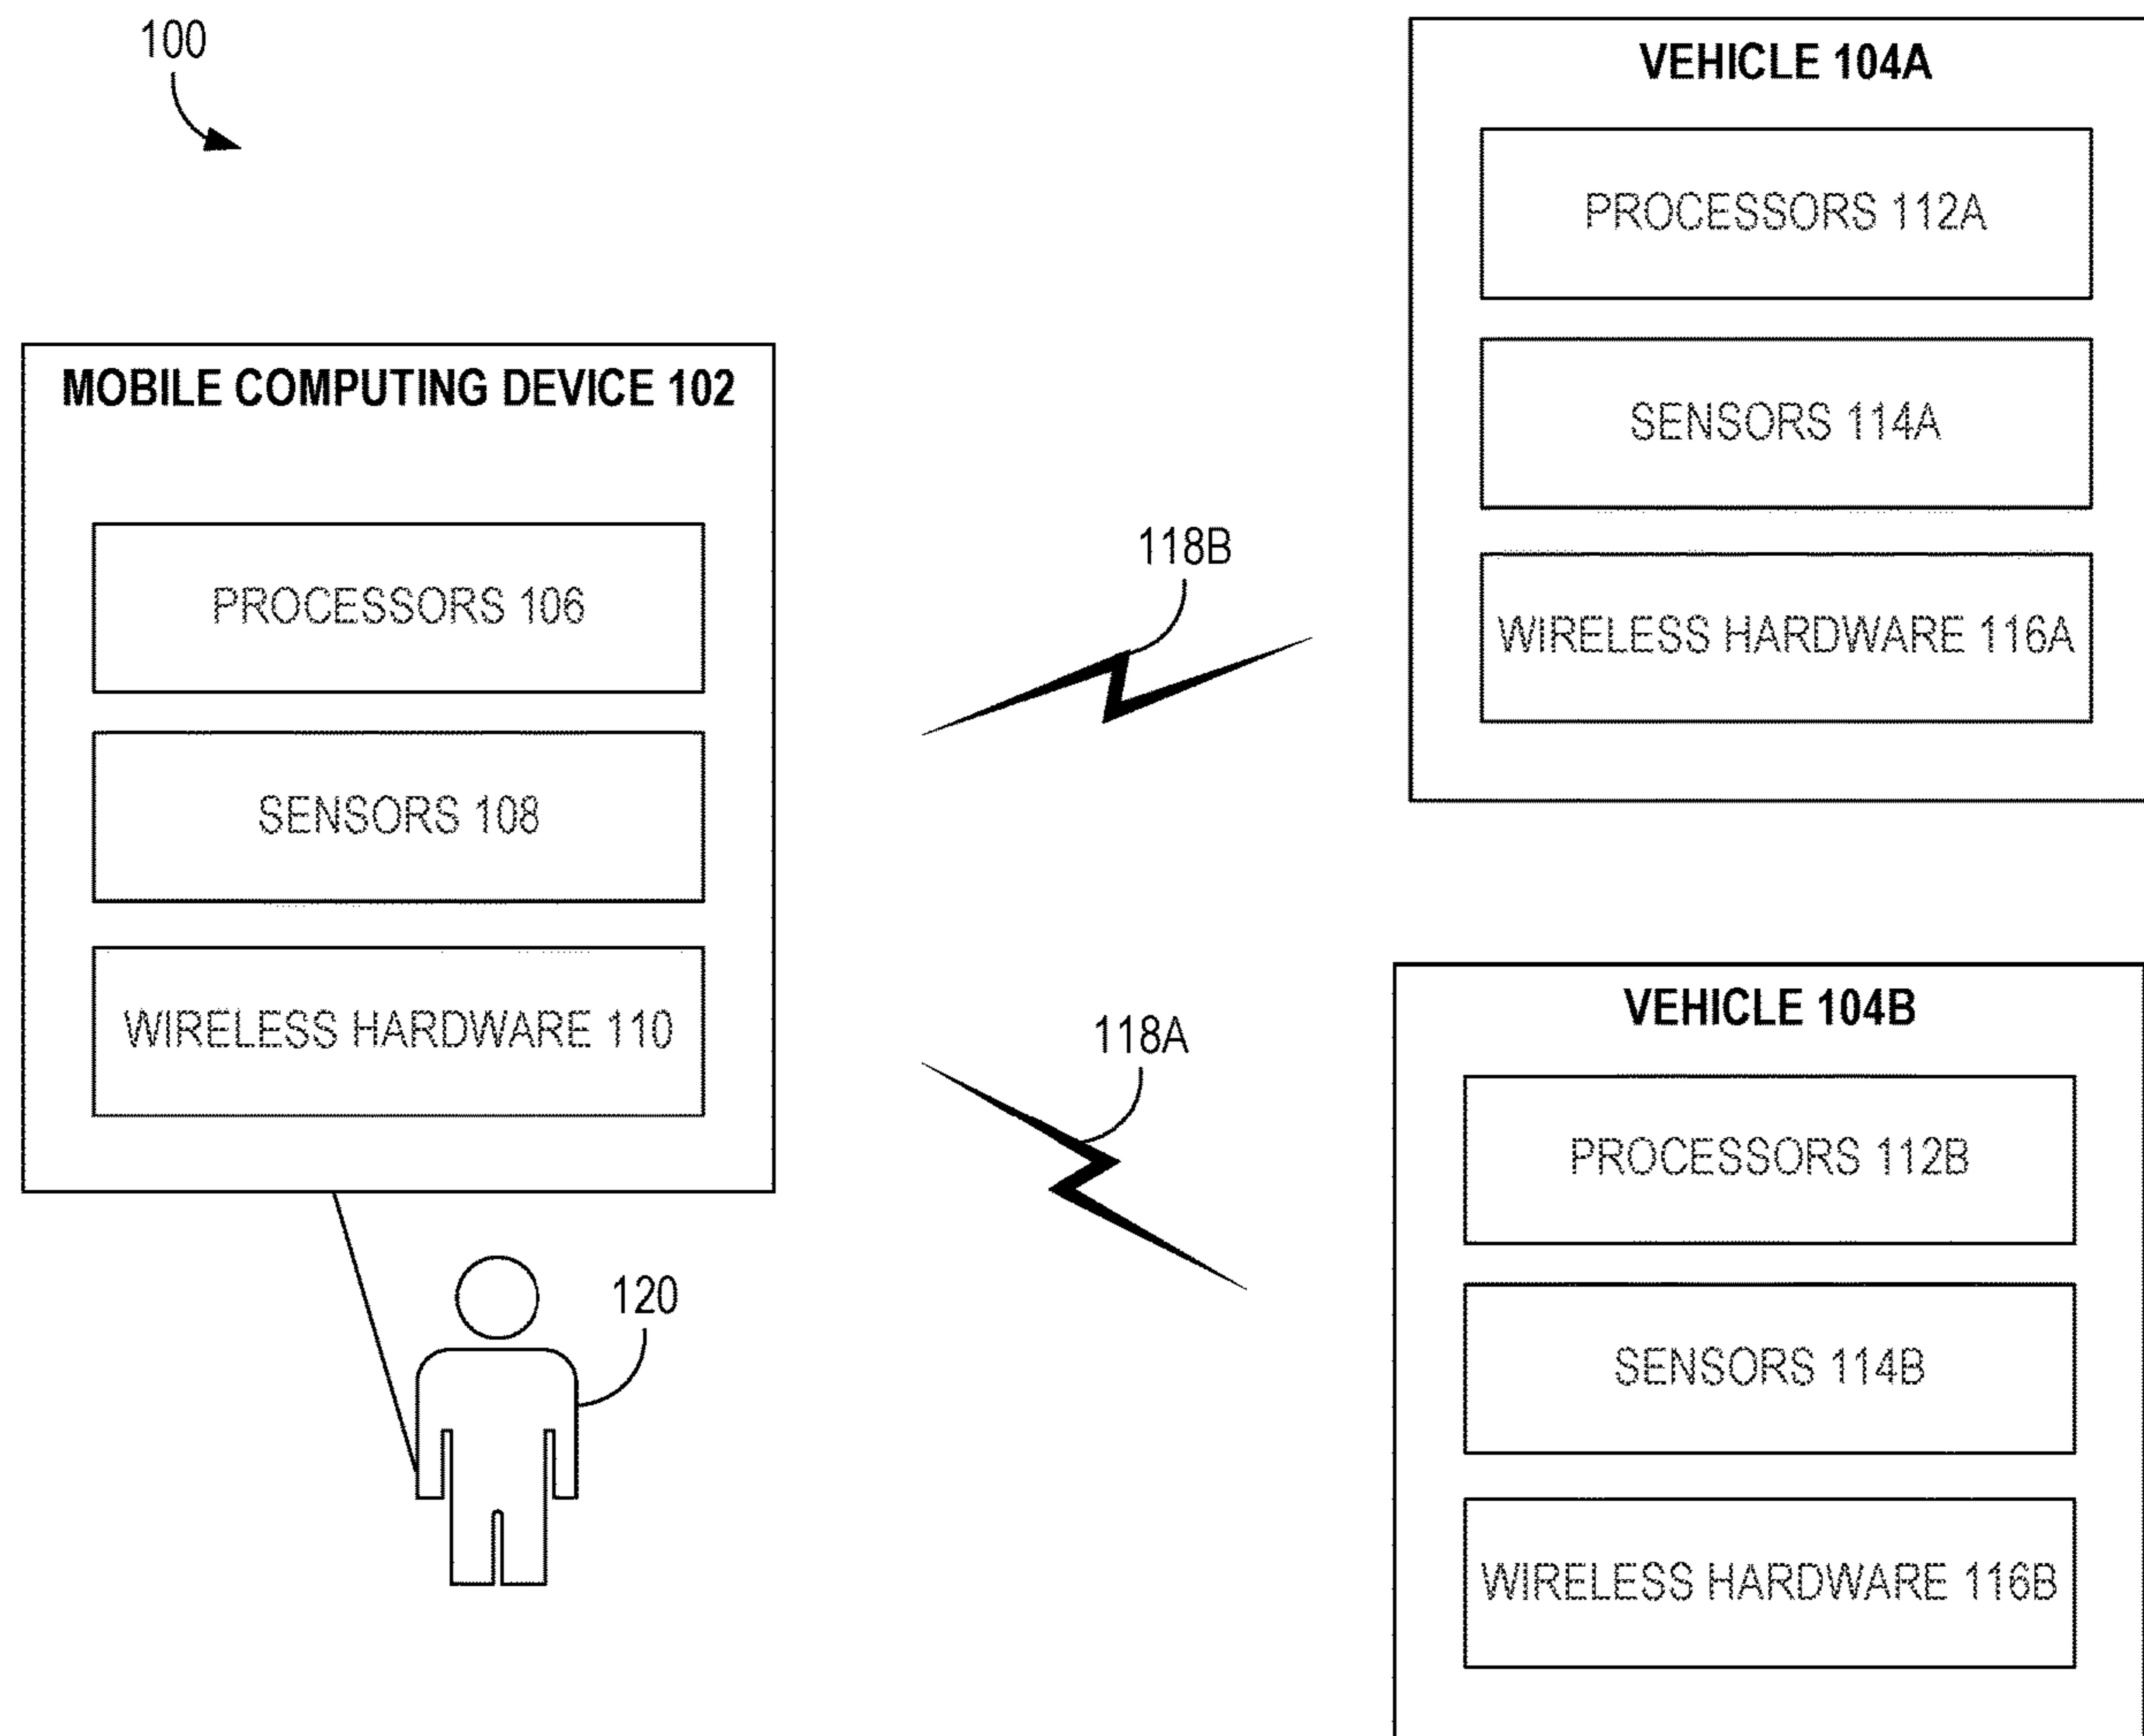 100
VEHICLE 104A
PROCESSORS 112A
SENSORS 114A
WIRELESS HARDWARE 116A
MOBILE COMPUTING DEVICE 102
PROCESSORS 106
SENSORS 108
WIRELESS HARDWARE 110
118B
118A
VEHICLE 104B
PROCESSORS 112B
SENSORS 114B
WIRELESS HARDWARE 116B
120